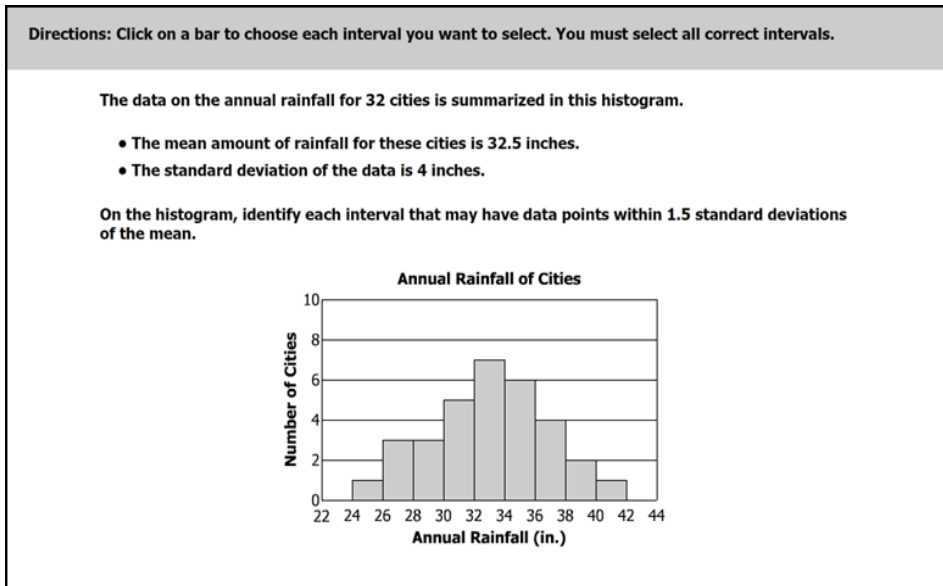 Directions: Click on a bar to choose each interval you want to select. You must select all correct intervals.
The data on the annual rainfall for 32 cities is summarized in this histogram.
• The mean amount of rainfall for these cities is 32.5 inches.
• The standard deviation of the data is 4 inches.
On the histogram, identify each interval that may have data points within 1.5 standard deviations
of the mean.
Annual Rainfall of Cities
Number of Cities
10
8
6
4
2
0
22 24 26 28 30 32 34 36 38 40 42 44
Annual Rainfall (in.)